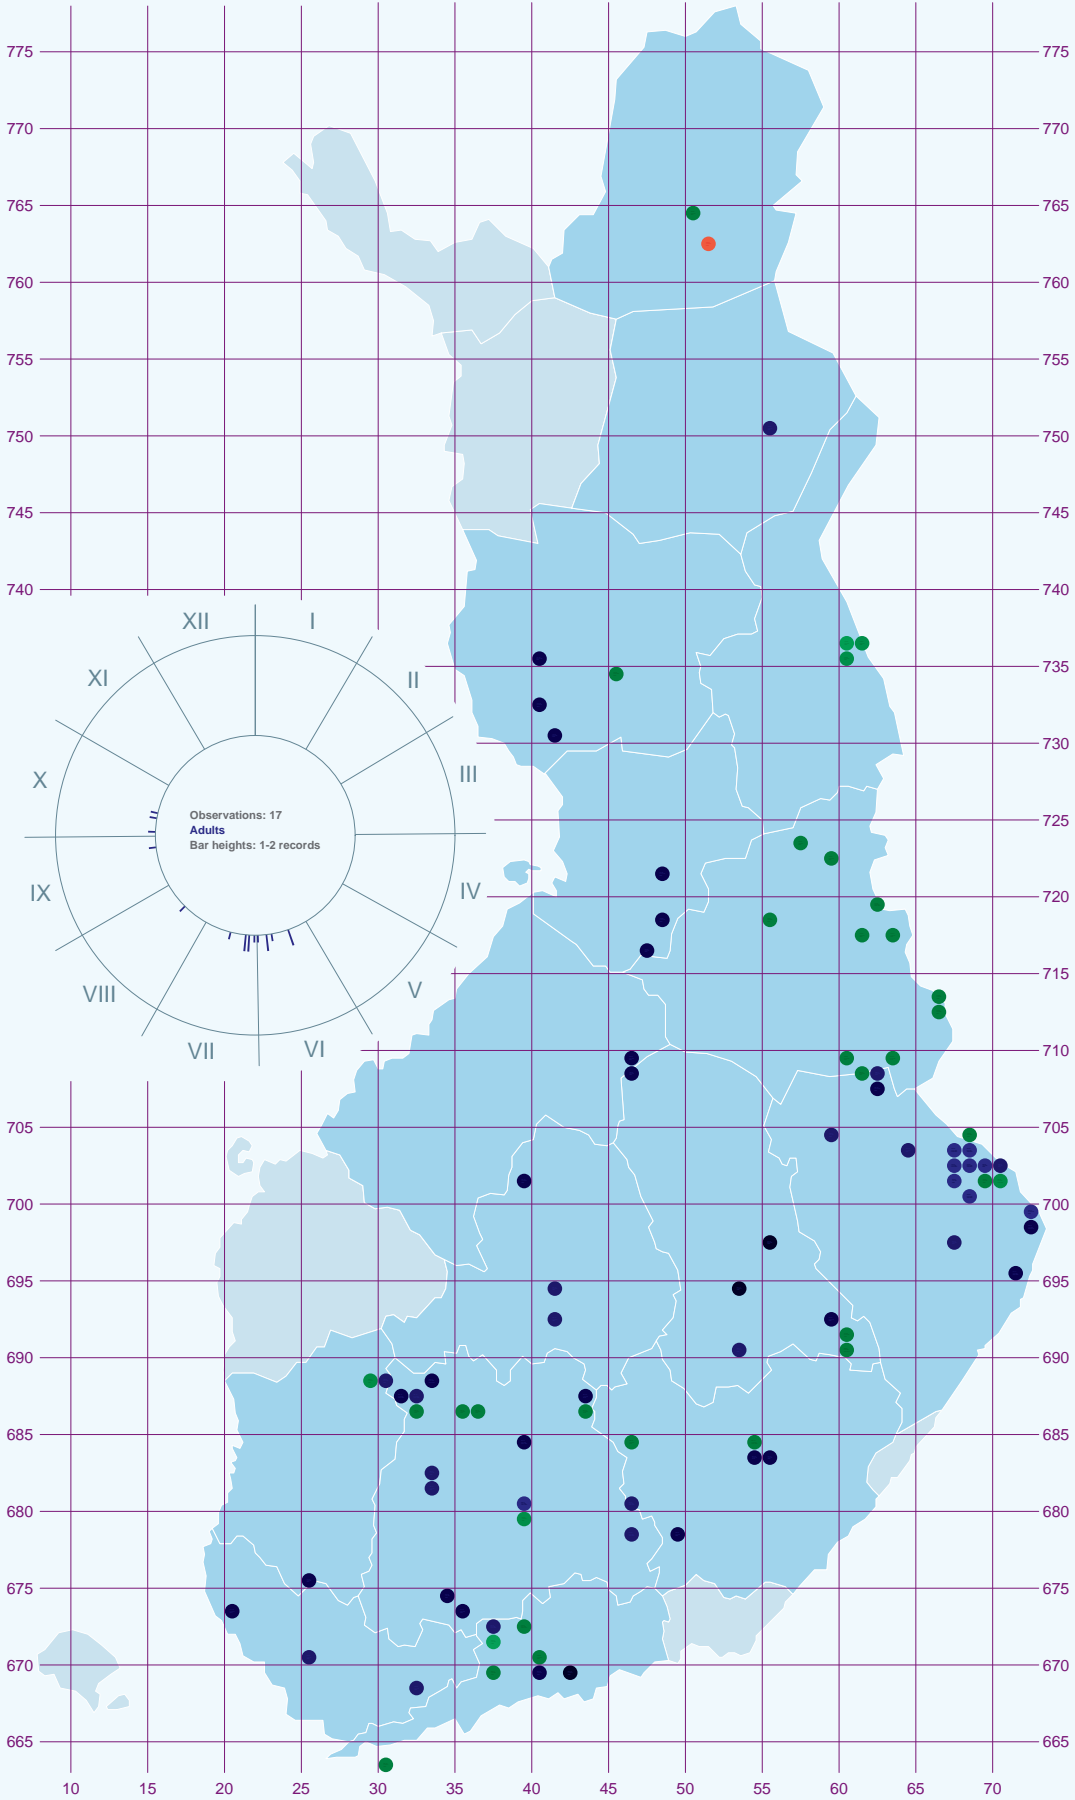 775 775
770 770
765 765
760 760
755 755
750 750
745 745
740 740
XII I
XI II
735
X III
730
725
Observations: 17
Adults
Bar heights: 1-2 records
735
730
725
IX IV
720 720
VIII V
715 715
VII VI
710 710
705 705
700 700
695 695
690 690
685 685
680 680
675 675
670 670
665 665
10 15 20 25 30 35 40 45 50 55 60 65 70